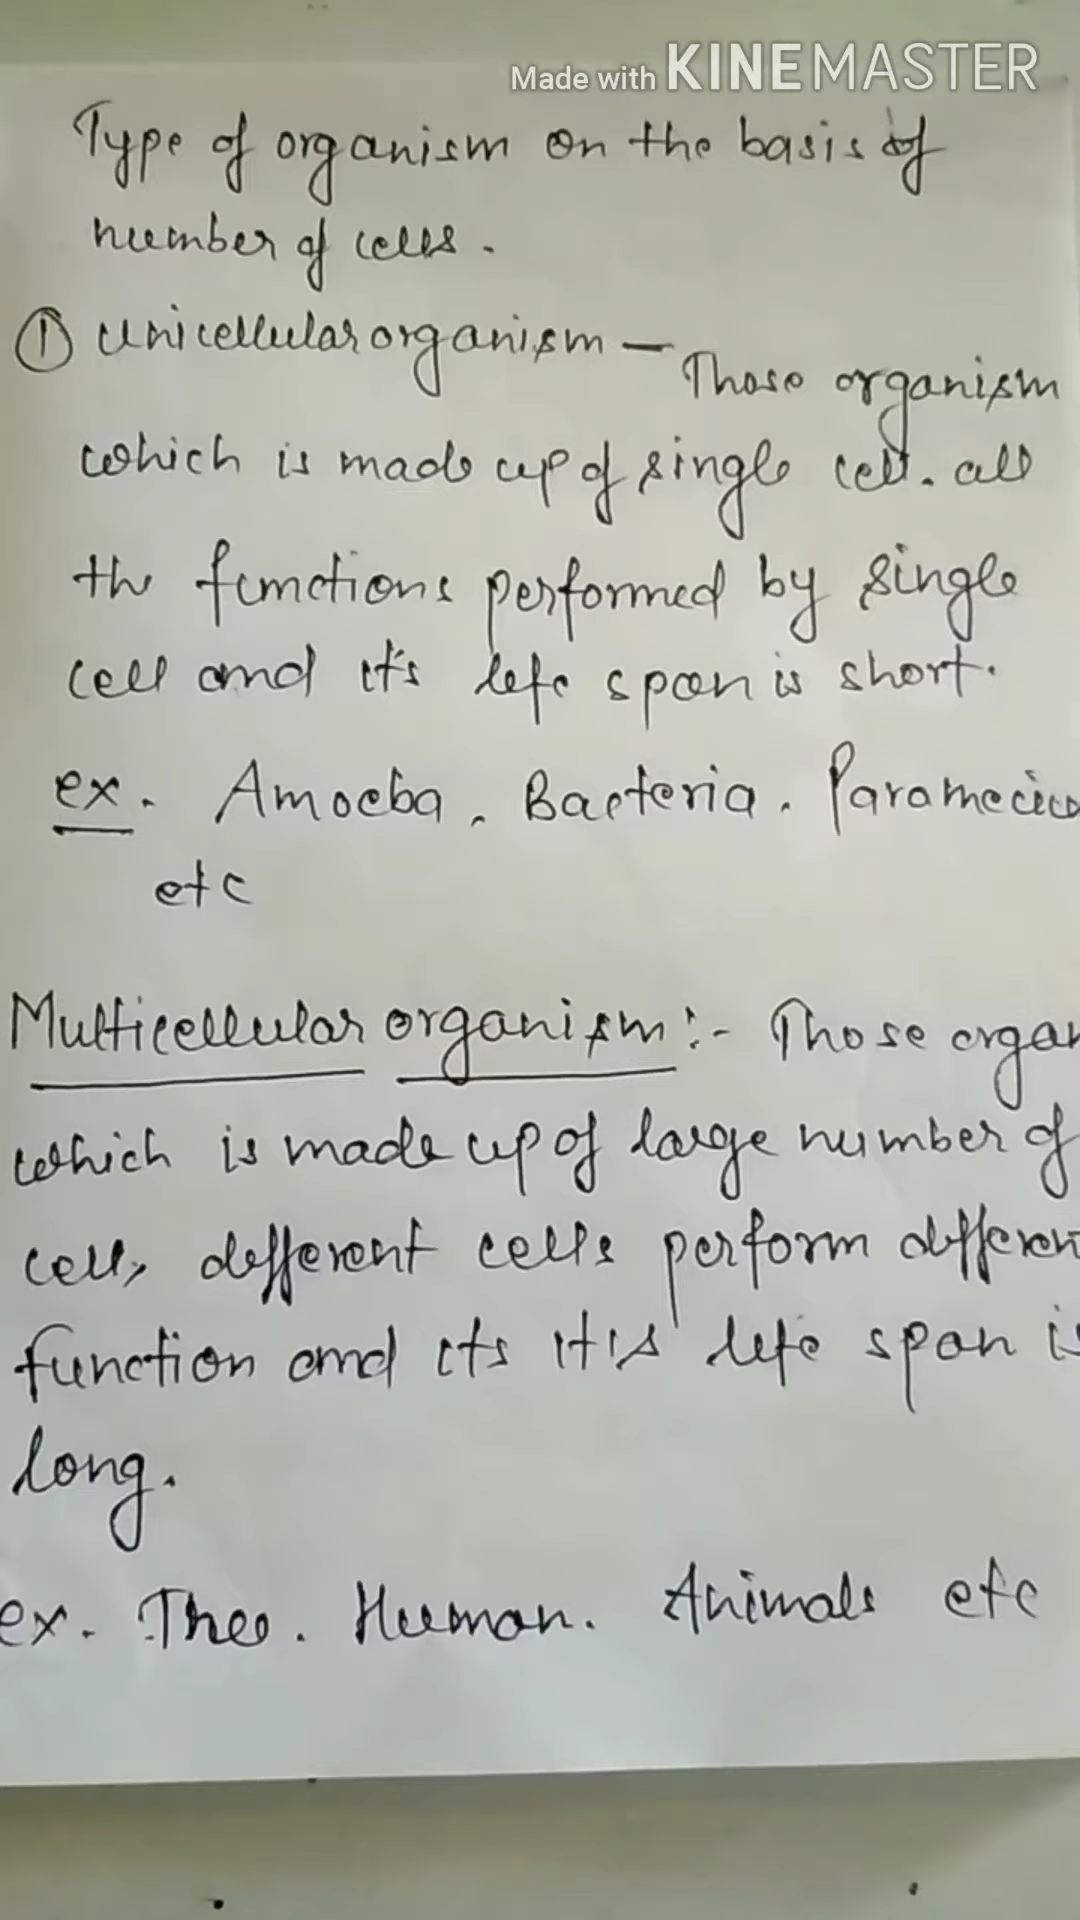 Made with KINEMASTER
Type of organism on the basis of
number of cells.
① unicellular organism — Those organism
which is made up of single cell. all
the functions performed by single
cell and it's life span is short.
ex. Amoeba, Bacteria, Parameciu
etc
Multicellular organism :- Those organ
which is made up of large number of
cell, different cells perform differen
function and its it is life span is
long.
ex. Tree. Human. Animals etc